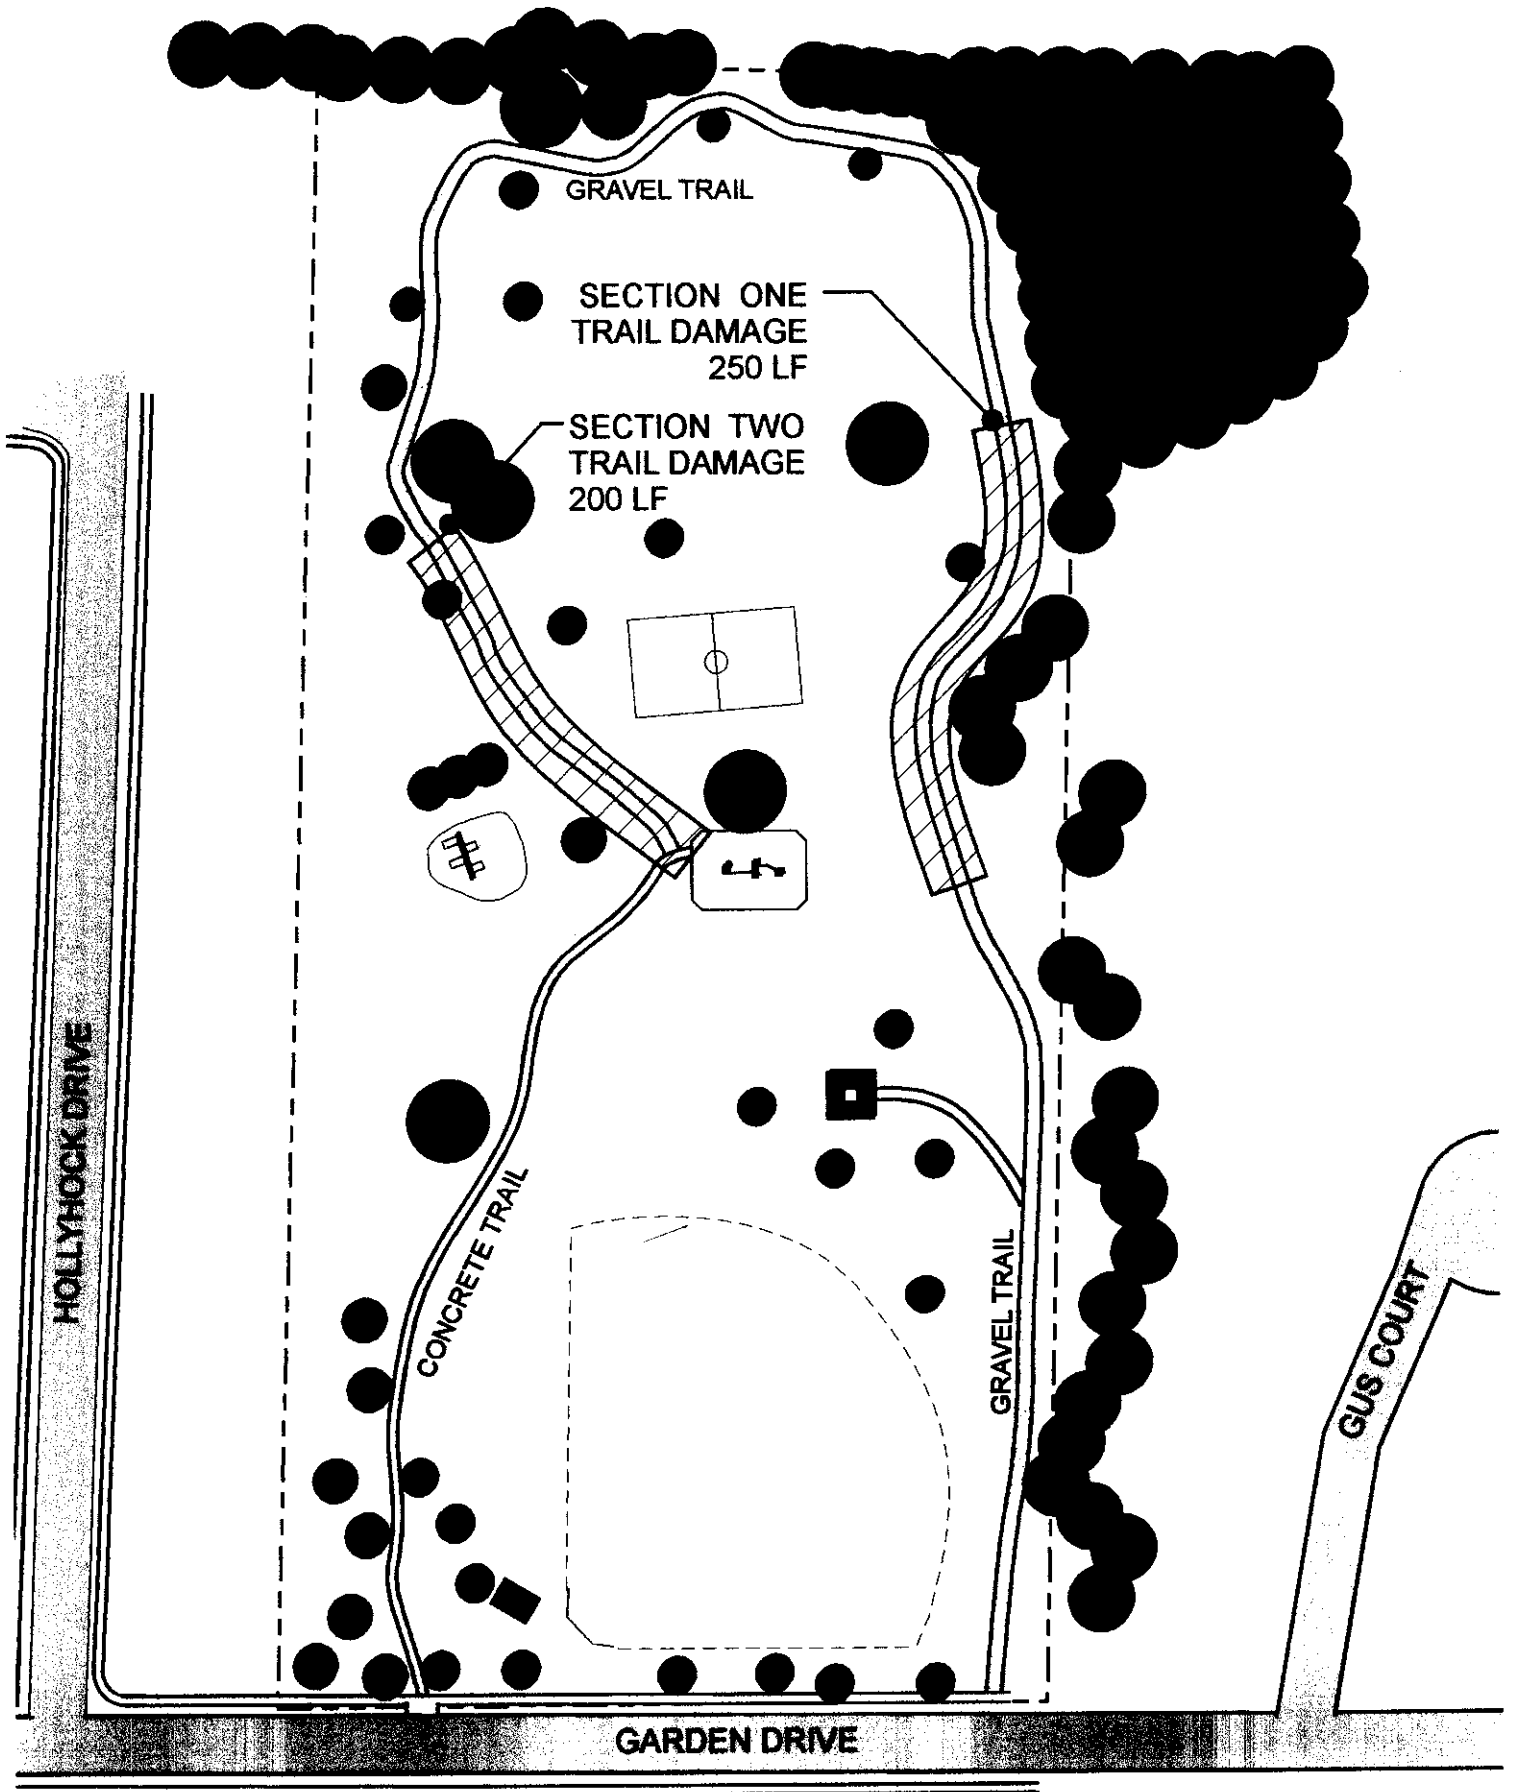 GRAVEL TRAIL
SECTION ONE
TRAIL DAMAGE
250 LF
SECTION TWO
TRAIL DAMAGE
200 LF
HOLLYHOCK DRIVE
CONCRETE TRAIL
GRAVEL TRAIL
GUS COURT
GARDEN DRIVE